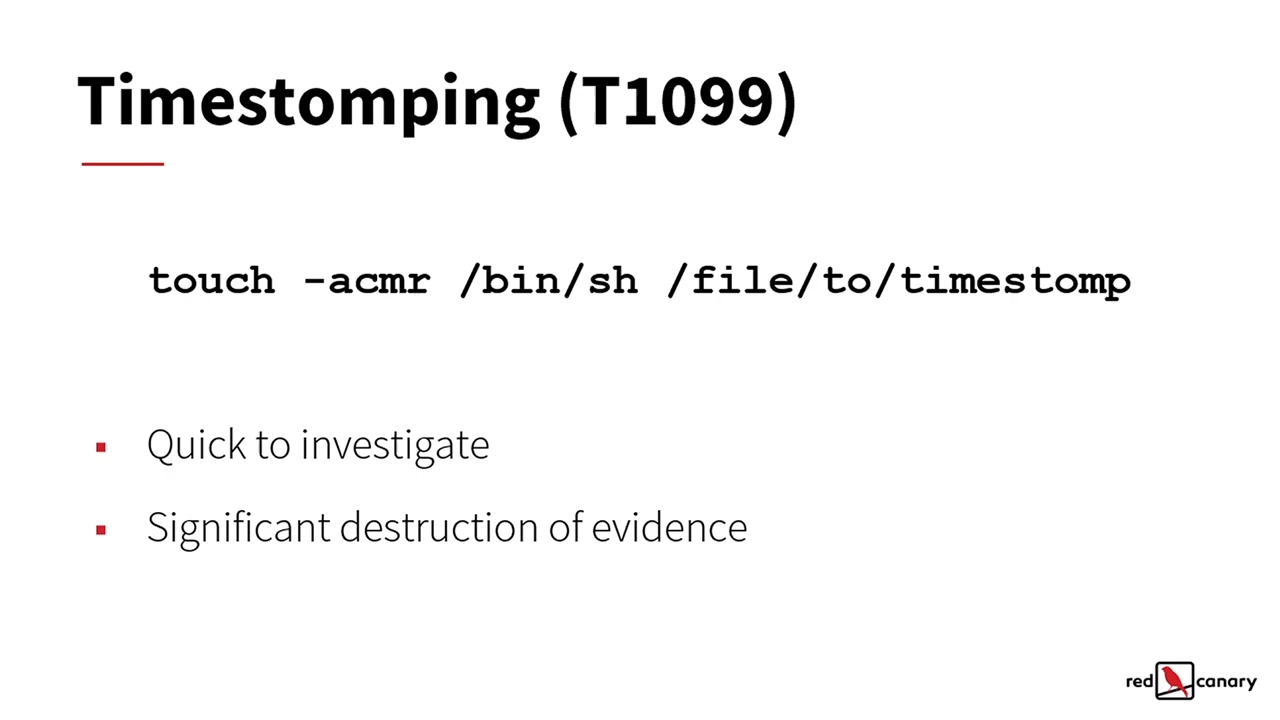 Timestomping (T1099)
touch -acmr /bin/sh /file/to/timestomp
Quick to investigate
Significant destruction of evidence
red canary